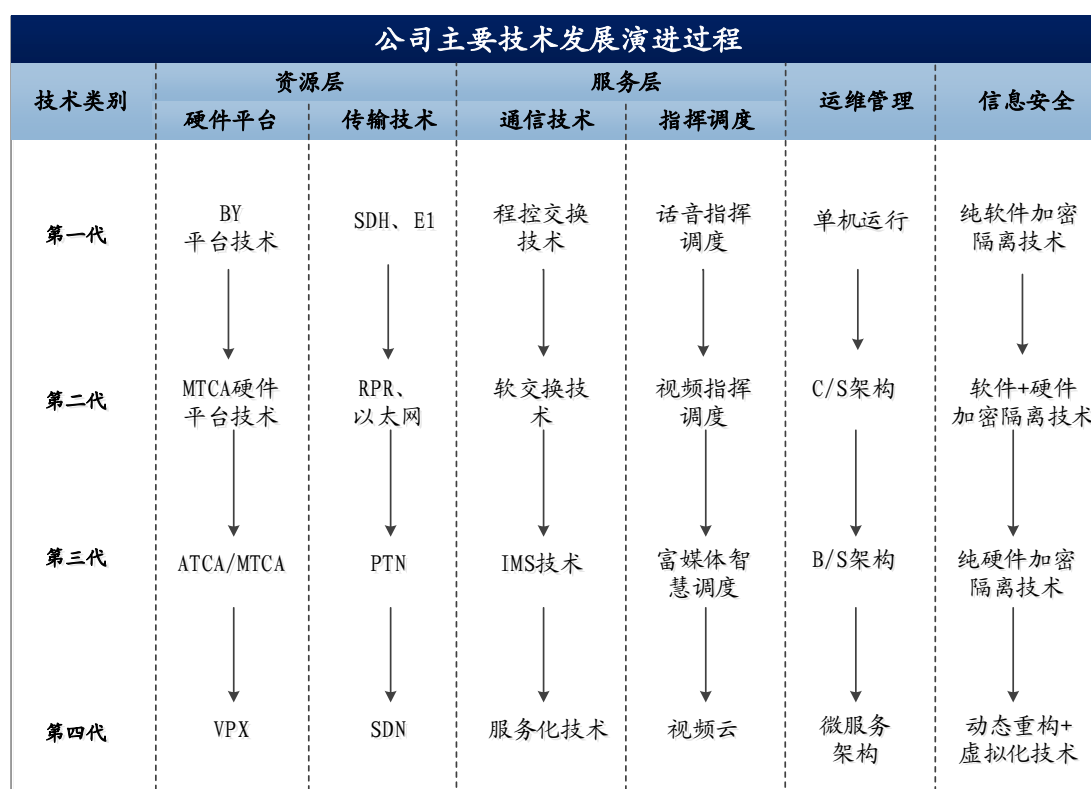 公司主要技术发展演进过程
技术类别
资源层
服务层
运维管理
信息安全
硬件平台
传输技术
通信技术
指挥调度
第一代
BY
平台技术
SDH、E1
程控交换
技术
话音指挥
调度
单机运行
纯软件加密
隔离技术
第二代
MTCA硬件
平台技术
RPR、
以太网
软交换技
术
视频指挥
调度
C/S架构
软件+硬件
加密隔离技术
第三代
ATCA/MTCA
PTN
IMS技术
富媒体智
慧调度
B/S架构
纯硬件加密
隔离技术
第四代
VPX
SDN
服务化技术
视频云
微服务
架构
动态重构+
虚拟化技术